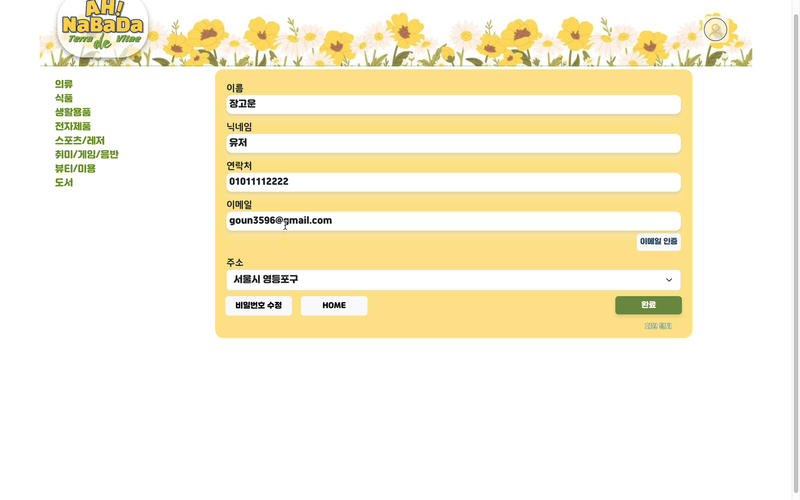 AH!
NaBaDa
Terra de Vitae
의류
식품
생활용품
전자제품
스포츠/레저
취미/게임/음반
뷰티/미용
도서
이름
장고운
닉네임
유저
연락처
01011112222
이메일
goun3596@gmail.com
이메일 인증
주소
서울시 영등포구
비밀번호 수정
HOME
완료
회원 탈퇴